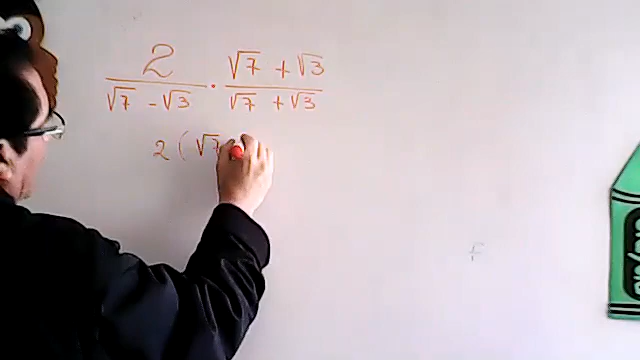 2 / (√7 - √3) · (√7 + √3) / (√7 + √3)
2 (√7